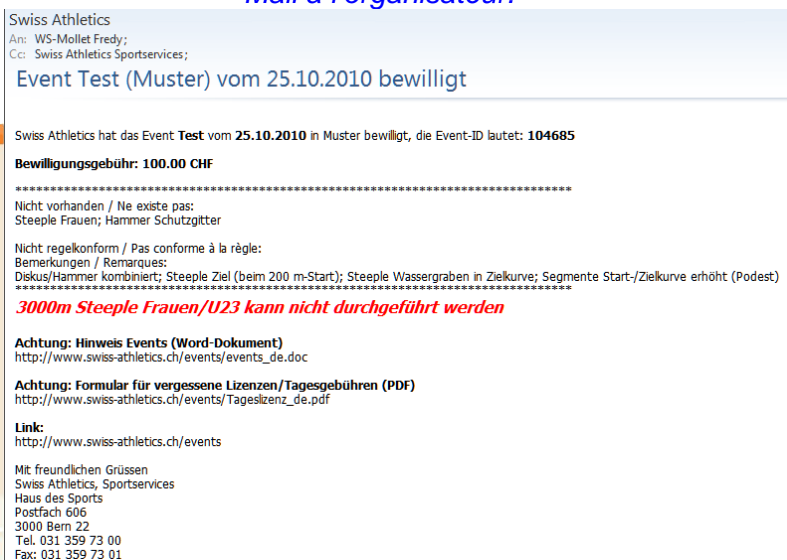 Mail à l'organisateur:
Swiss Athletics
An: WS-Mollet Fredy;
Cc: Swiss Athletics Sportservices;
Event Test (Muster) vom 25.10.2010 bewilligt
Swiss Athletics hat das Event Test vom 25.10.2010 in Muster bewilligt, die Event-ID lautet: 104685
Bewilligungsgebühr: 100.00 CHF
********************************************************************************
Nicht vorhanden / Ne existe pas:
Steeple Frauen; Hammer Schutzgitter
Nicht regelkonform / Pas conforme à la règle:
Bemerkungen / Remarques:
Diskus/Hammer kombiniert; Steeple Ziel (beim 200 m-Start); Steeple Wassergraben in Zielkurve; Segmente Start-/Zielkurve erhöht (Podest)
********************************************************************************
3000m Steeple Frauen/U23 kann nicht durchgeführt werden
Achtung: Hinweis Events (Word-Dokument)
http://www.swiss-athletics.ch/events/events_de.doc
Achtung: Formular für vergessene Lizenzen/Tagesgebühren (PDF)
http://www.swiss-athletics.ch/events/Tageslizenz_de.pdf
Link:
http://www.swiss-athletics.ch/events
Mit freundlichen Grüssen
Swiss Athletics, Sportservices
Haus des Sports
Postfach 606
3000 Bern 22
Tel. 031 359 73 00
Fax: 031 359 73 01